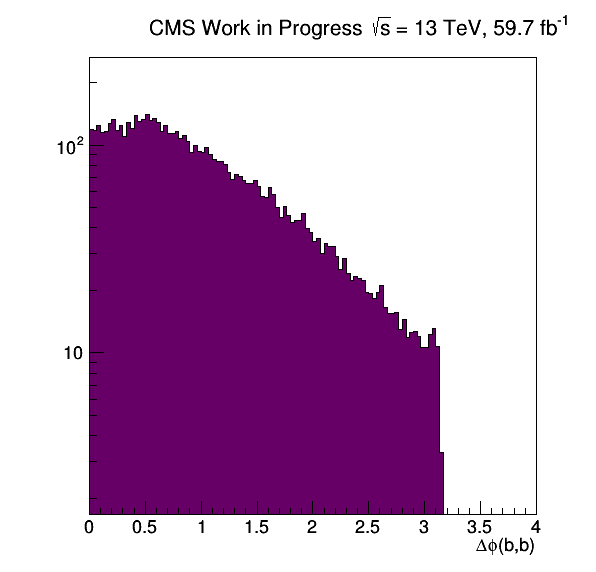 CMS Work in Progress √s = 13 TeV, 59.7 fb⁻¹
10²
10
0 0.5 1 1.5 2 2.5 3 3.5 4
Δϕ(b,b)